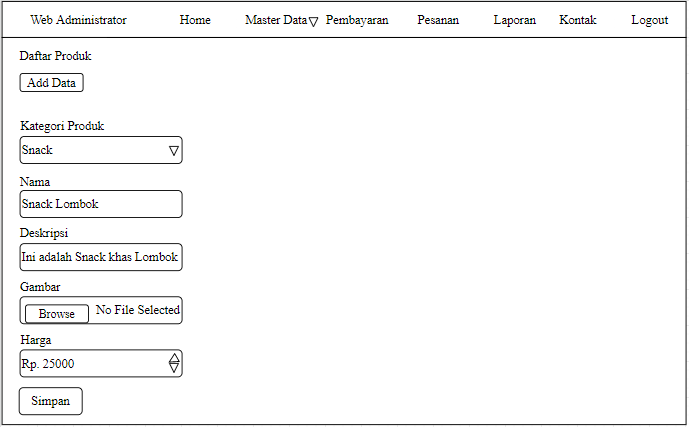 Web Administrator Home Master Data Pembayaran Pesanan Laporan Kontak Logout
Daftar Produk
Add Data
Kategori Produk
Snack
Nama
Snack Lombok
Deskripsi
Ini adalah Snack khas Lombok
Gambar
Browse No File Selected
Harga
Rp. 25000
Simpan